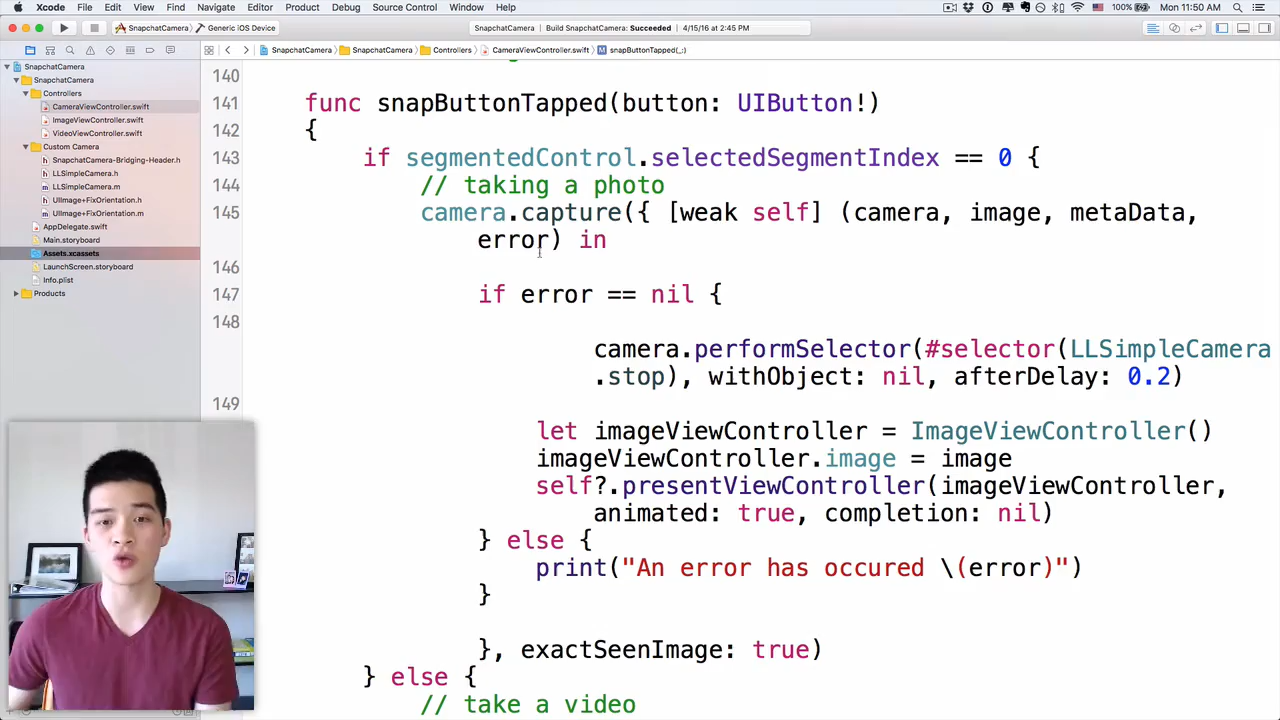 Xcode File Edit View Find Navigate Editor Product Debug Source Control Window Help 100% Mon 11:50 AM
SnapchatCamera Generic iOS Device SnapchatCamera Build SnapchatCamera: Succeeded 4/15/16 at 2:45 PM
SnapchatCamera SnapchatCamera Controllers CameraViewController.swift M snapButtonTapped(_:)
SnapchatCamera
SnapchatCamera
Controllers
CameraViewController.swift
ImageViewController.swift
VideoViewController.swift
Custom Camera
h SnapchatCamera-Bridging-Header.h
h LLSimpleCamera.h
m LLSimpleCamera.m
h UIImage+FixOrientation.h
m UIImage+FixOrientation.m
AppDelegate.swift
Main.storyboard
Assets.xcassets
LaunchScreen.storyboard
Info.plist
Products
140
141 func snapButtonTapped(button: UIButton!)
142 {
143 if segmentedControl.selectedSegmentIndex == 0 {
144 // taking a photo
145 camera.capture({ [weak self] (camera, image, metaData,
error) in
146
147 if error == nil {
148
camera.performSelector(#selector(LLSimpleCamera
.stop), withObject: nil, afterDelay: 0.2)
149
let imageViewController = ImageViewController()
imageViewController.image = image
self?.presentViewController(imageViewController,
animated: true, completion: nil)
} else {
print("An error has occured \(error)")
}
}, exactSeenImage: true)
} else {
// take a video